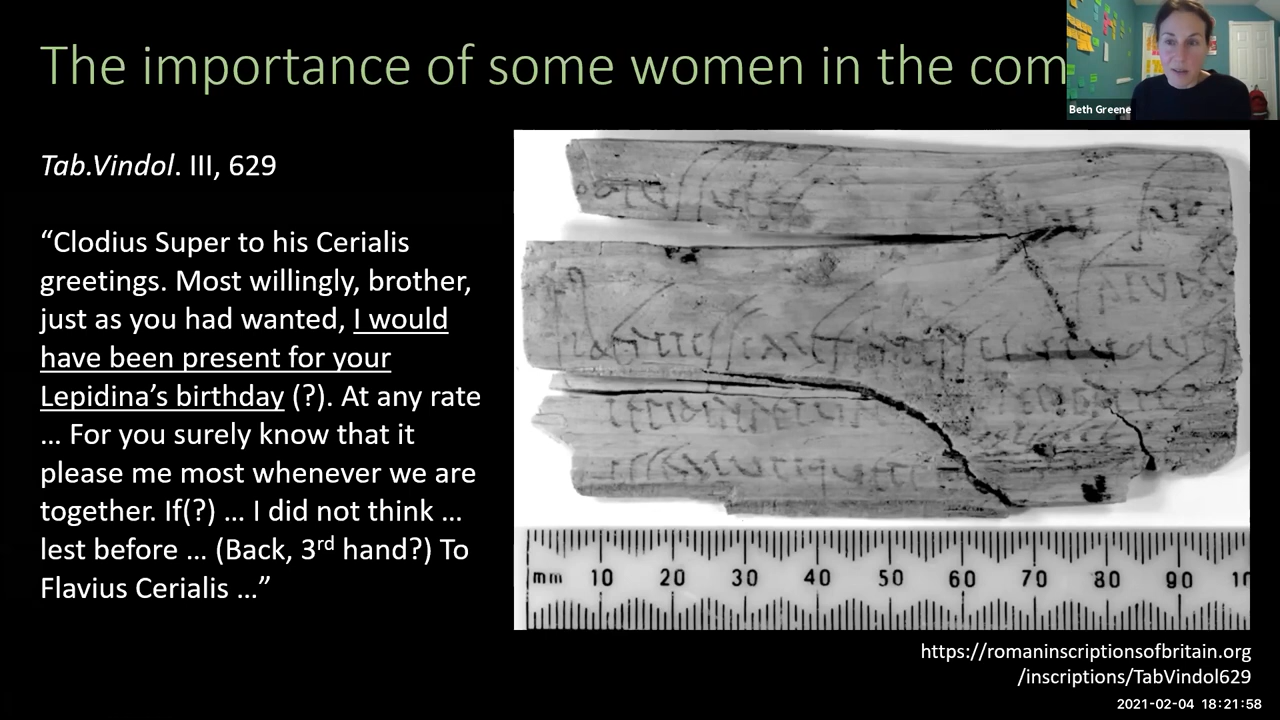 The importance of some women in the com
Beth Greene
Tab.Vindol. III, 629
“Clodius Super to his Cerialis
greetings. Most willingly, brother,
just as you had wanted, I would
have been present for your
Lepidina’s birthday (?). At any rate
... For you surely know that it
please me most whenever we are
together. If(?) ... I did not think ...
lest before ... (Back, 3rd hand?) To
Flavius Cerialis ...”
mm 10 20 30 40 50 60 70 80 90 10
https://romaninscriptionsofbritain.org
/inscriptions/TabVindol629
2021-02-04 18:21:58